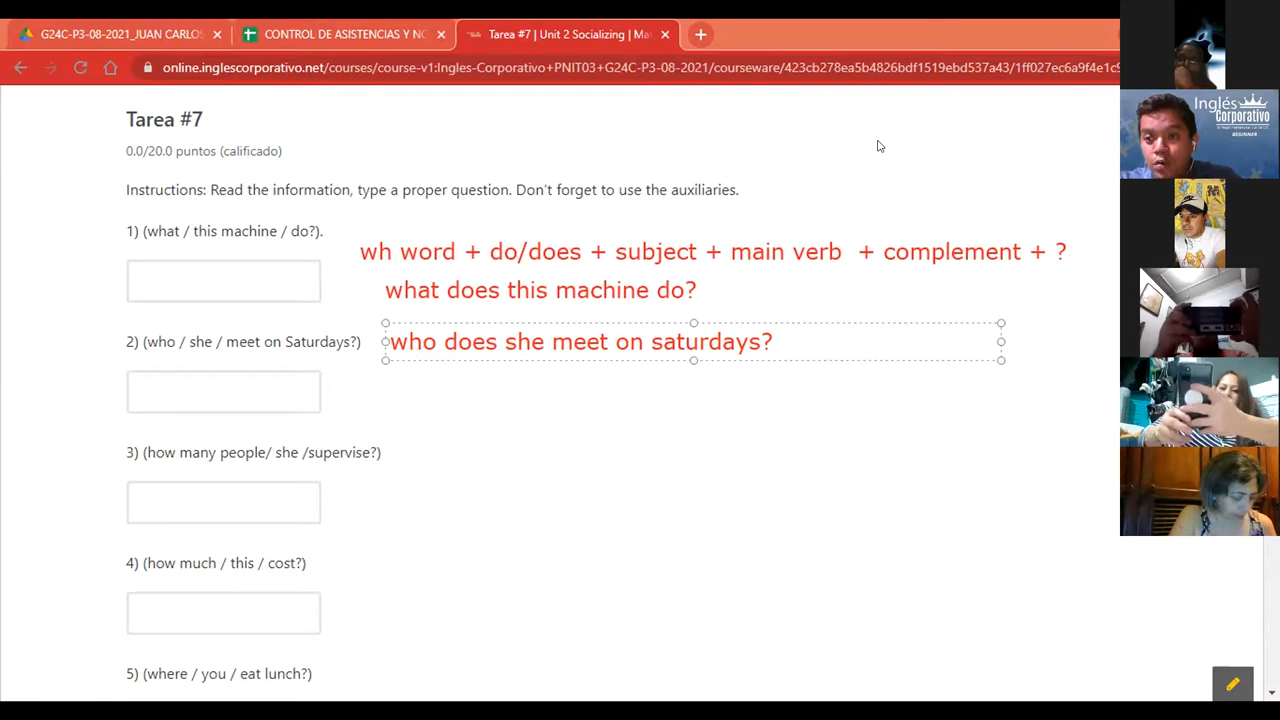 G24C-P3-08-2021_JUAN CARLOS
CONTROL DE ASISTENCIAS Y NO
Tarea #7 | Unit 2 Socializing | Ma
online.inglescorporativo.net/courses/course-v1:Ingles-Corporativo+PNIT03+G24C-P3-08-2021/courseware/423cb278ea5b4826bdf1519ebd537a43/1ff027ec6a9f4e1c9
Inglés
Corporativo
BEGINNER
Tarea #7
0.0/20.0 puntos (calificado)
Instructions: Read the information, type a proper question. Don't forget to use the auxiliaries.
1) (what / this machine / do?).
wh word + do/does + subject + main verb + complement + ?
what does this machine do?
2) (who / she / meet on Saturdays?)
who does she meet on saturdays?
3) (how many people/ she /supervise?)
4) (how much / this / cost?)
5) (where / you / eat lunch?)